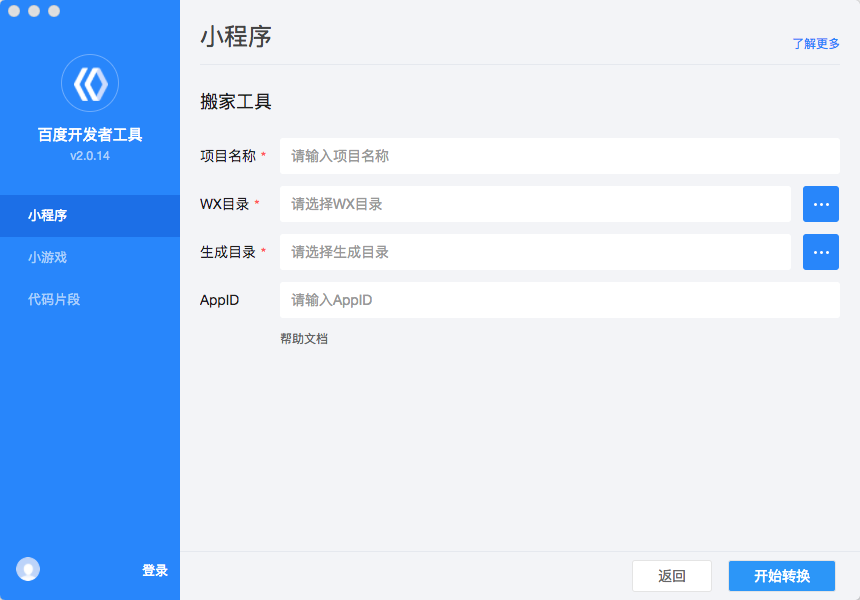 百度开发者工具
v2.0.14
小程序
小游戏
代码片段
登录
小程序
了解更多
搬家工具
项目名称 * 请输入项目名称
WX目录 * 请选择WX目录 ...
生成目录 * 请选择生成目录 ...
AppID 请输入AppID
帮助文档
返回 开始转换